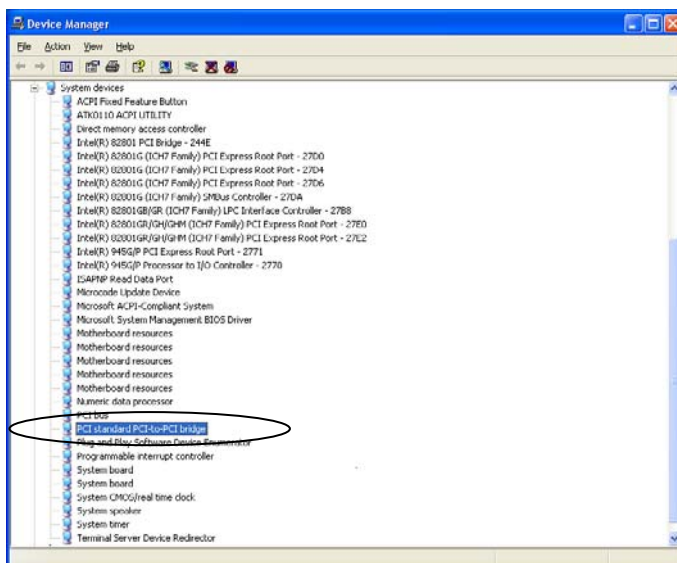 Device Manager
File Action View Help
System devices
ACPI Fixed Feature Button
ATK0110 ACPI UTILITY
Direct memory access controller
Intel(R) 82801 PCI Bridge - 244E
Intel(R) 82801G (ICH7 Family) PCI Express Root Port - 27D0
Intel(R) 82801G (ICH7 Family) PCI Express Root Port - 27D4
Intel(R) 82801G (ICH7 Family) PCI Express Root Port - 27D6
Intel(R) 82801G (ICH7 Family) SMBus Controller - 27DA
Intel(R) 82801GB/GR (ICH7 Family) LPC Interface Controller - 27B8
Intel(R) 82801GR/GH/GHM (ICH7 Family) PCI Express Root Port - 27E0
Intel(R) 82801GR/GH/GHM (ICH7 Family) PCI Express Root Port - 27E2
Intel(R) 945G/P PCI Express Root Port - 2771
Intel(R) 945G/P Processor to I/O Controller - 2770
ISAPNP Read Data Port
Microcode Update Device
Microsoft ACPI-Compliant System
Microsoft System Management BIOS Driver
Motherboard resources
Motherboard resources
Motherboard resources
Motherboard resources
Motherboard resources
Numeric data processor
PCI bus
PCI standard PCI-to-PCI bridge
Plug and Play Software Device Enumerator
Programmable interrupt controller
System board
System board
System CMOS/real time clock
System speaker
System timer
Terminal Server Device Redirector